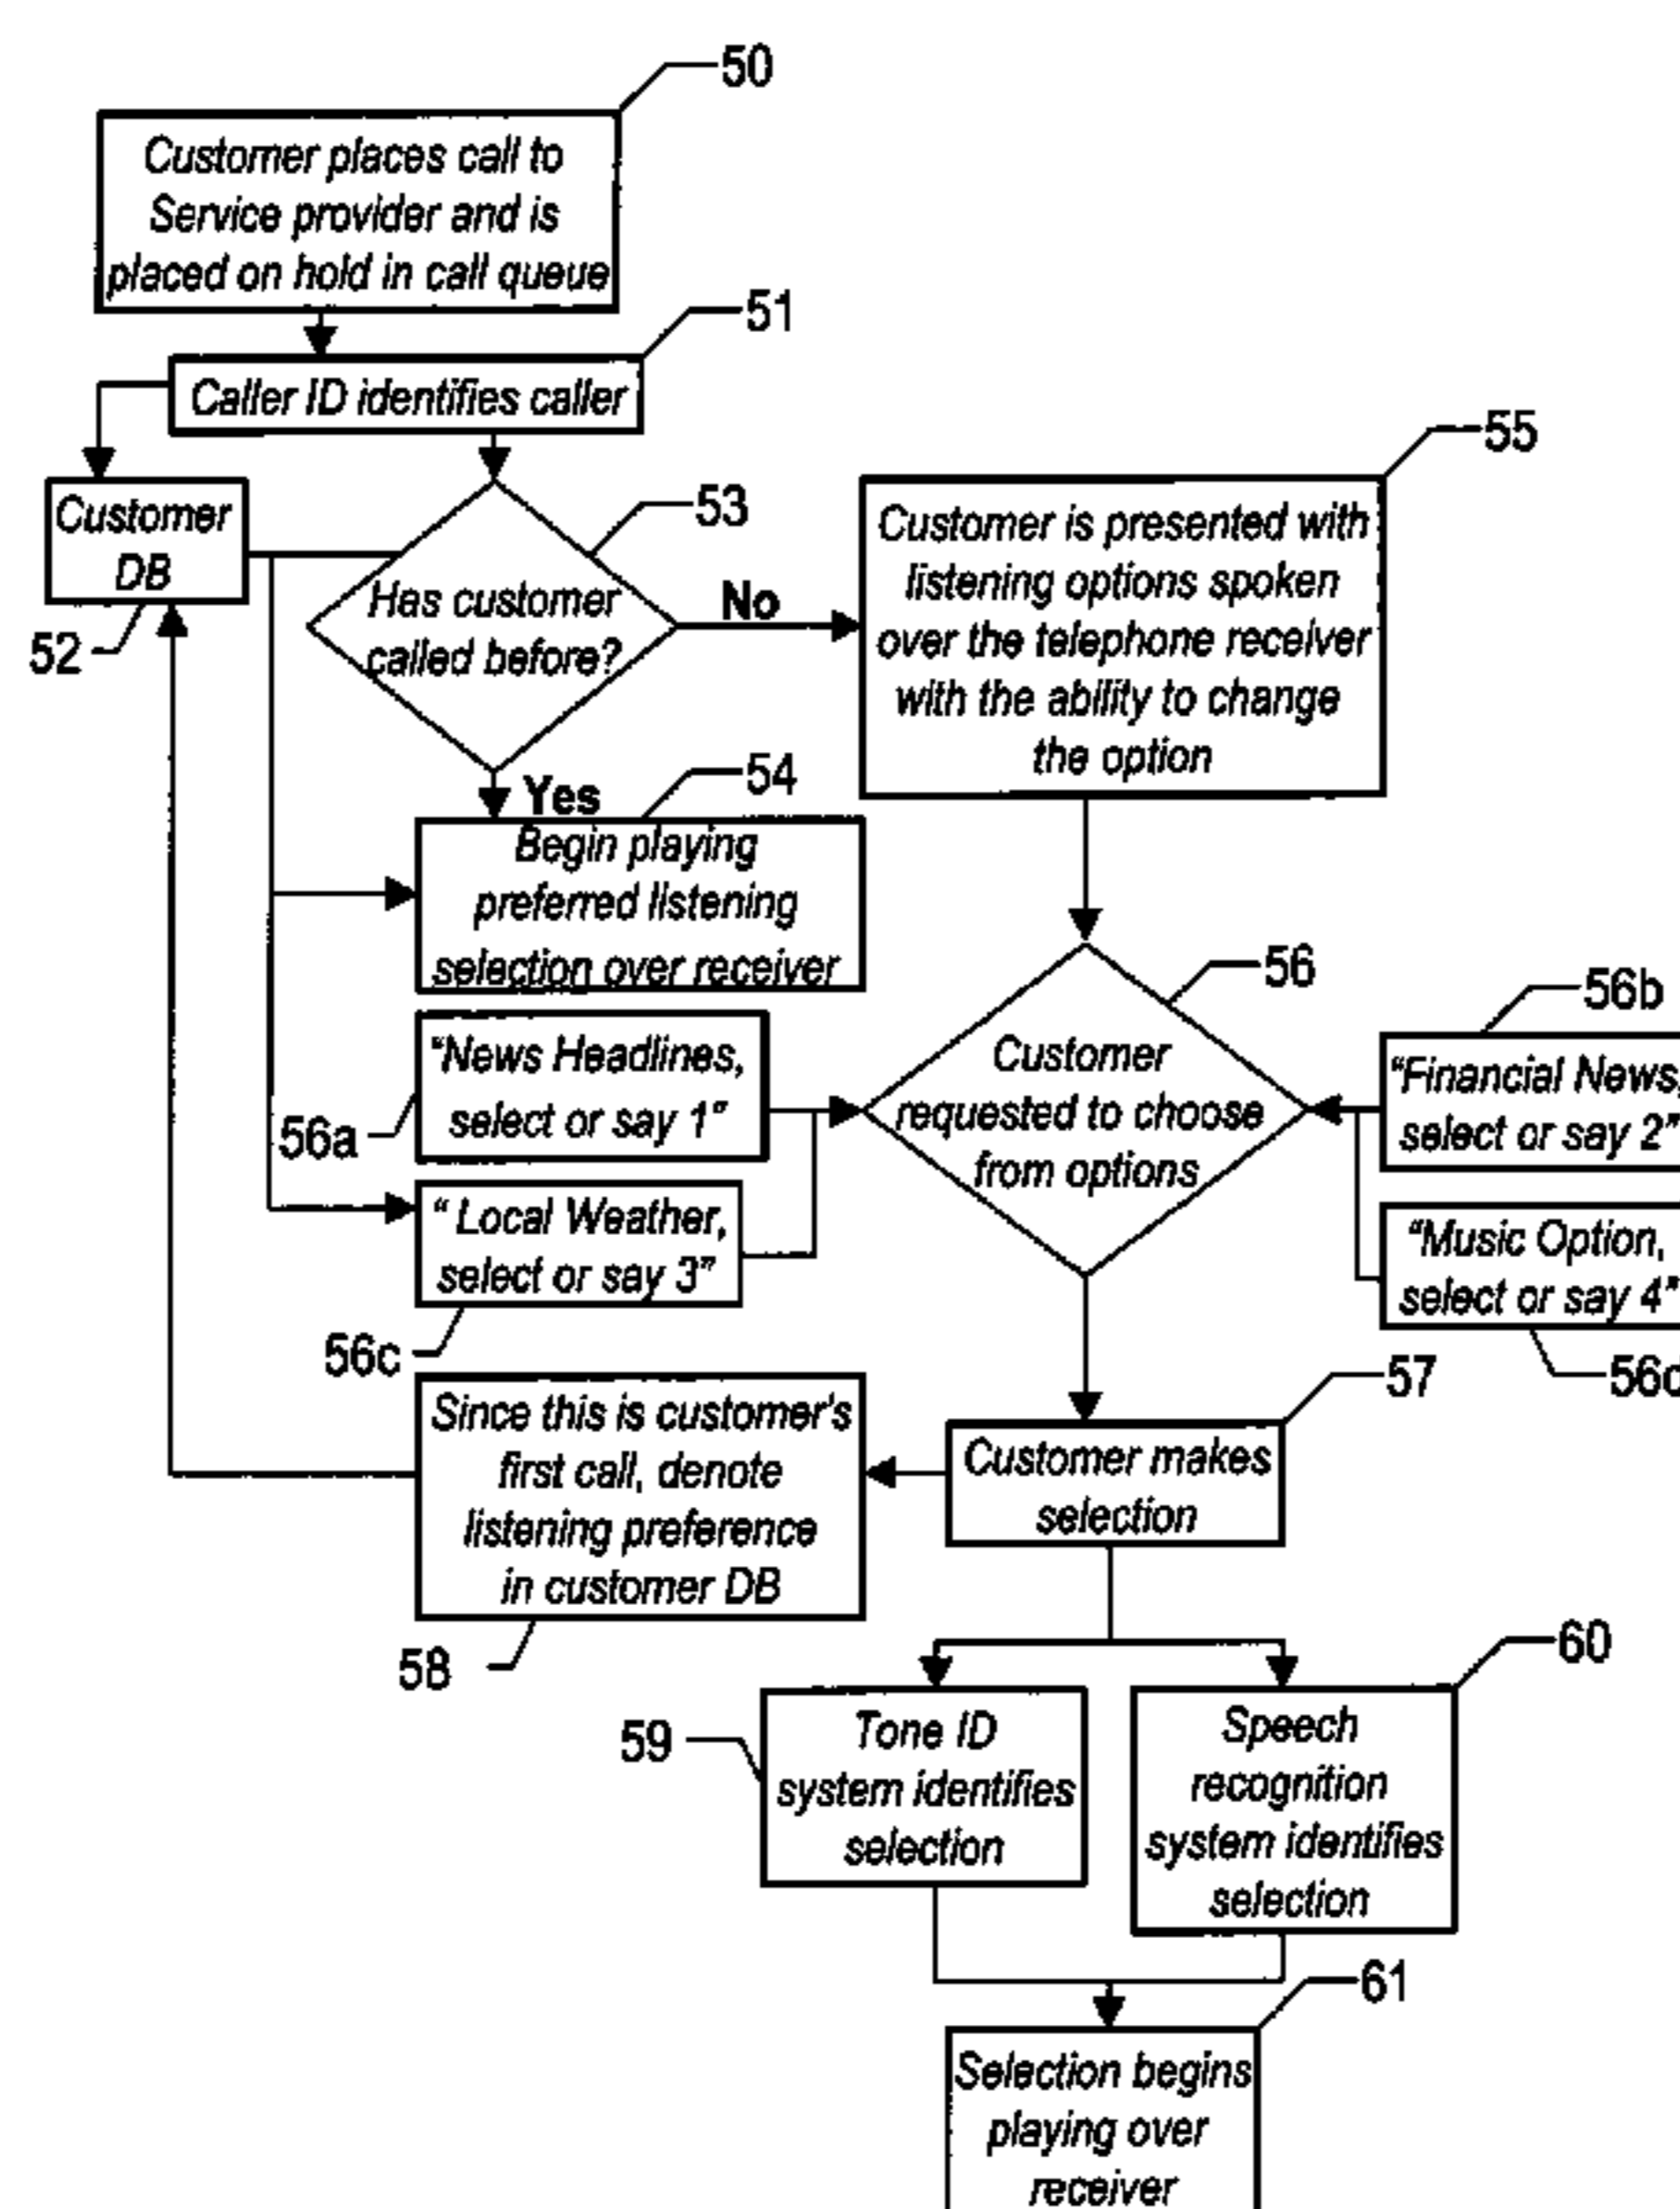 50
Customer places call to
Service provider and is
placed on hold in call queue
51
Caller ID identifies caller
Customer
DB
52
53
Has customer
called before?
No
Yes
55
Customer is presented with
listening options spoken
over the telephone receiver
with the ability to change
the option
54
Begin playing
preferred listening
selection over receiver
56a
"News Headlines,
select or say 1"
56
Customer
requested to choose
from options
56b
"Financial News,
select or say 2"
56c
" Local Weather,
select or say 3"
"Music Option,
select or say 4"
56d
57
Customer makes
selection
Since this is customer's
first call, denote
listening preference
in customer DB
58
59
Tone ID
system identifies
selection
60
Speech
recognition
system identifies
selection
61
Selection begins
playing over
receiver